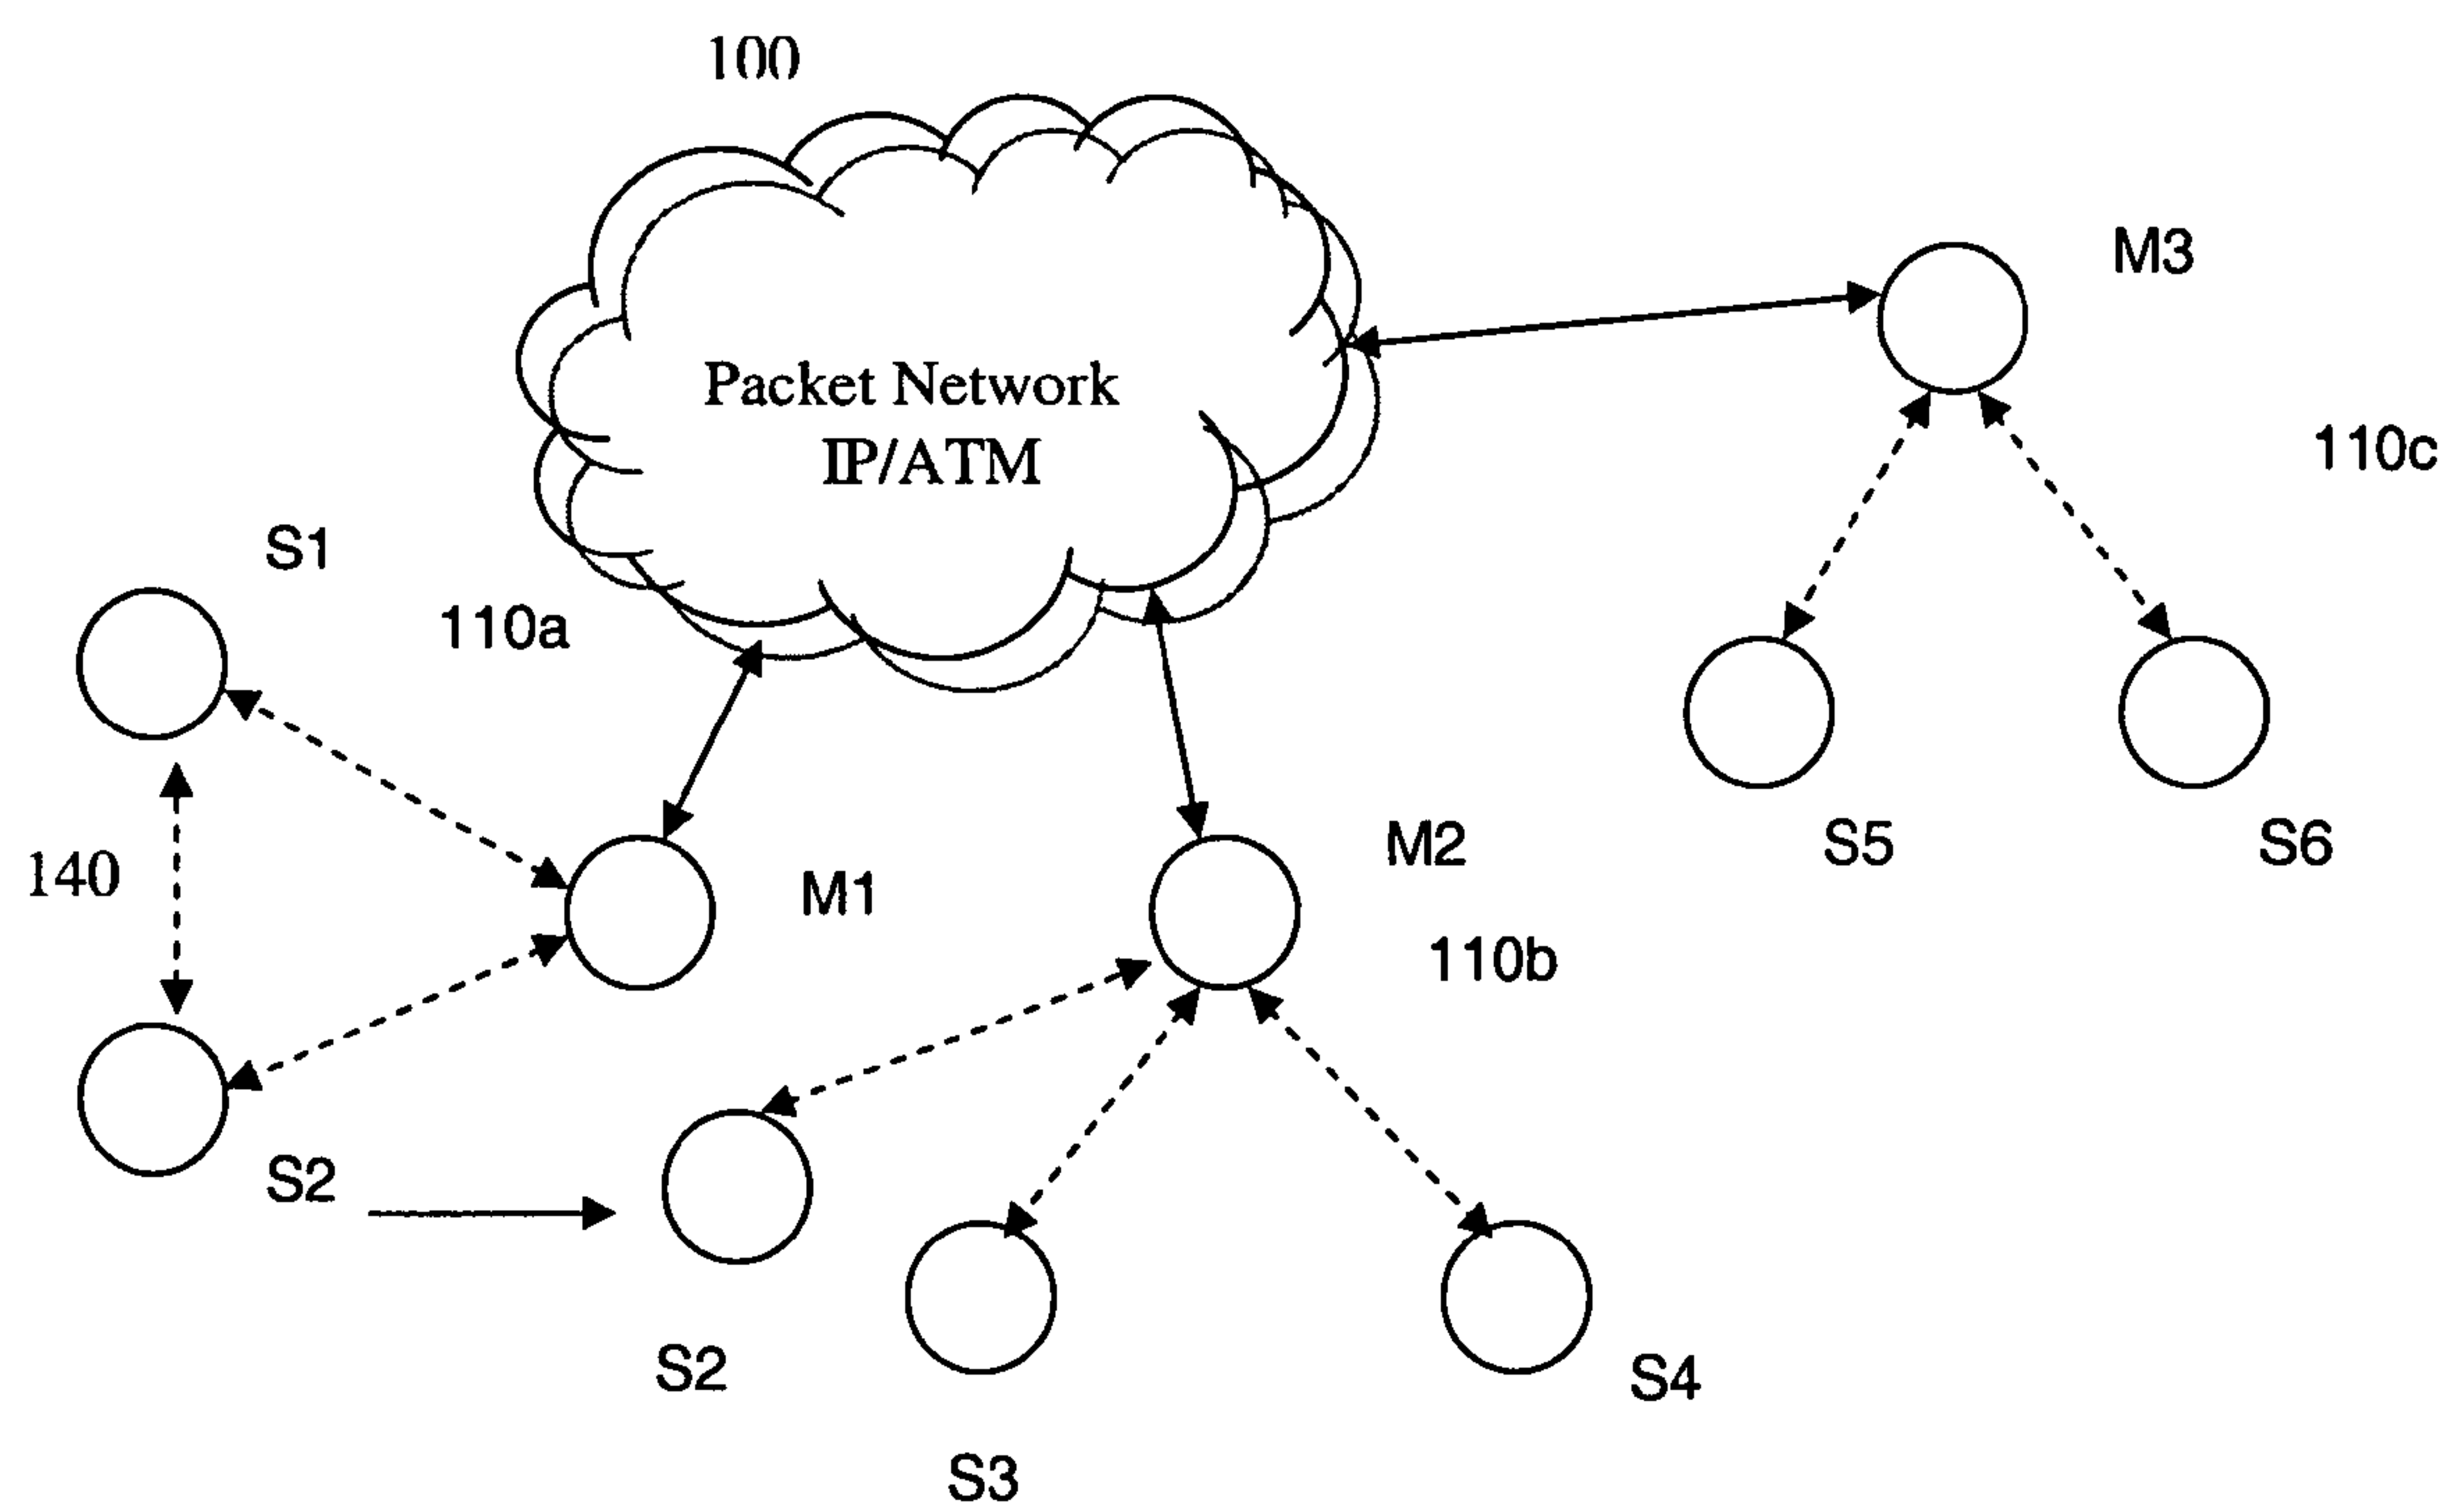 100
M3
Packet Network
IP/ATM
110c
S1
110a
S5
S6
140
M1
M2
110b
S2
S2
S4
S3